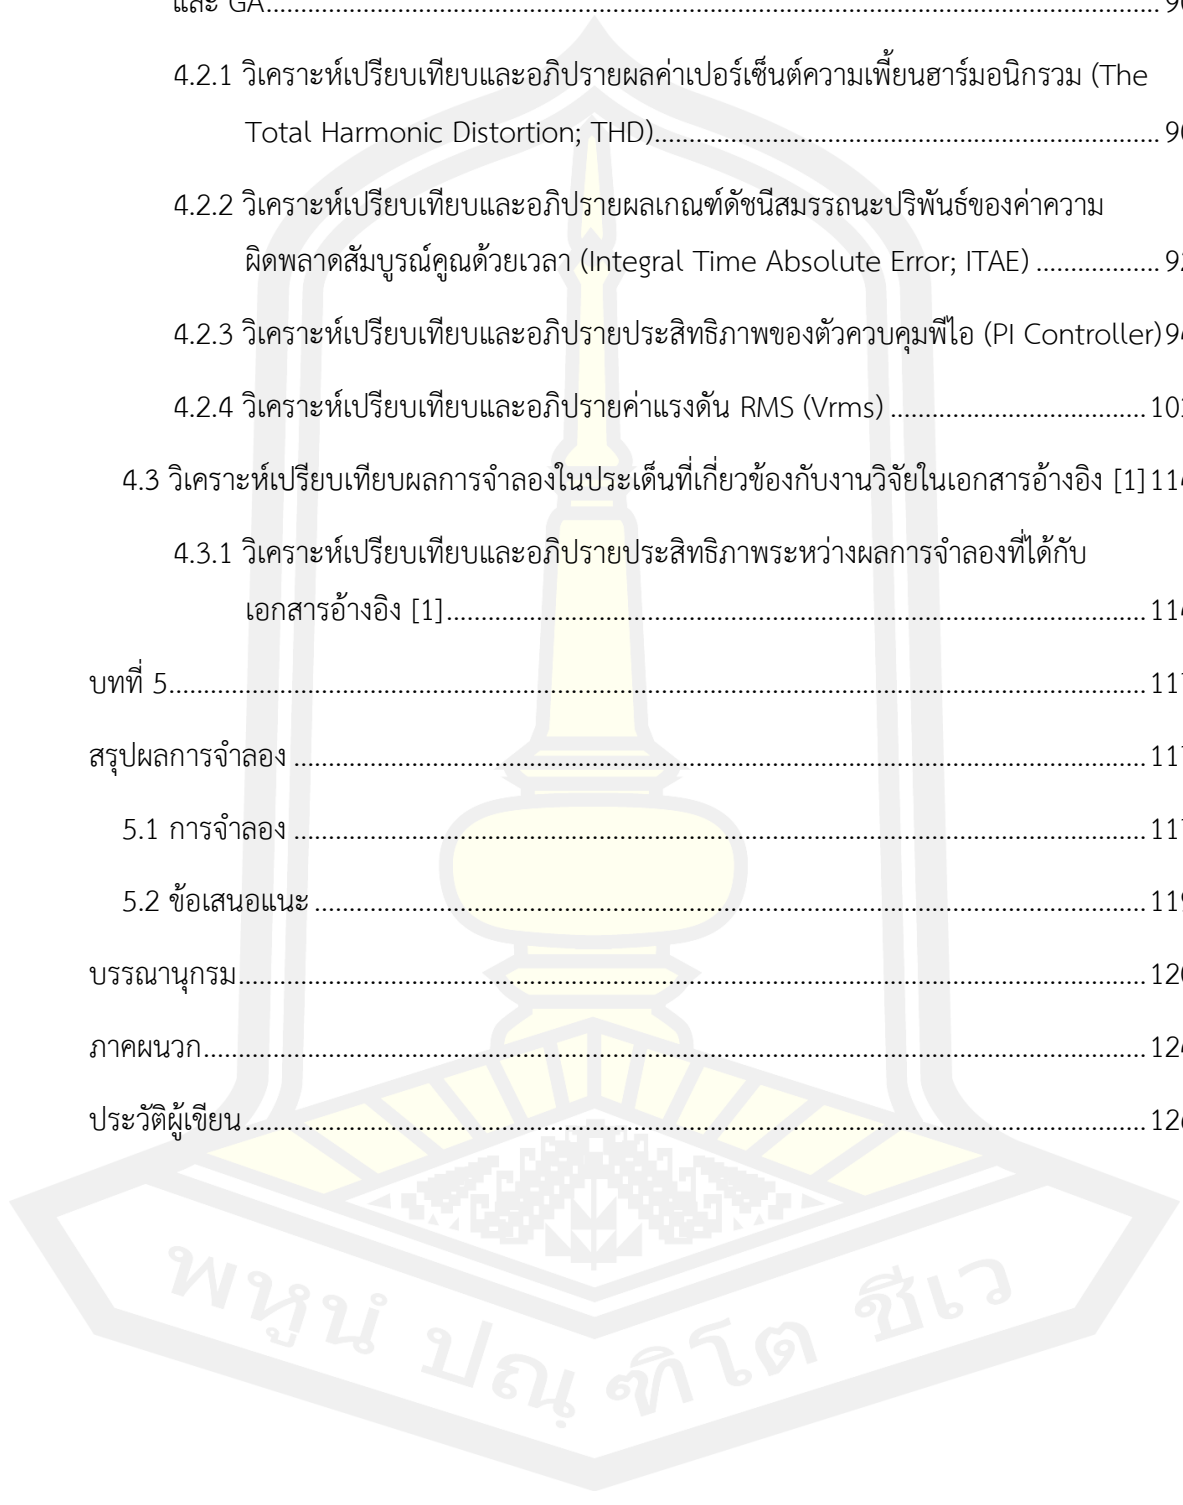 และ GA
4.2.1 วิเคราะห์เปรียบเทียบและอภิปรายผลค่าเปอร์เซ็นต์ความเพี้ยนฮาร์มอนิกรวม (The
Total Harmonic Distortion; THD)
4.2.2 วิเคราะห์เปรียบเทียบและอภิปรายผลเกณฑ์ดัชนีสมรรถนะปริพันธ์ของค่าความ
ผิดพลาดสัมบูรณ์คูณด้วยเวลา (Integral Time Absolute Error; ITAE)
4.2.3 วิเคราะห์เปรียบเทียบและอภิปรายประสิทธิภาพของตัวควบคุมพีไอ (PI Controller)
4.2.4 วิเคราะห์เปรียบเทียบและอภิปรายค่าแรงดัน RMS (Vrms)
4.3 วิเคราะห์เปรียบเทียบผลการจำลองในประเด็นที่เกี่ยวข้องกับงานวิจัยในเอกสารอ้างอิง [1]
4.3.1 วิเคราะห์เปรียบเทียบและอภิปรายประสิทธิภาพระหว่างผลการจำลองที่ได้กับ
เอกสารอ้างอิง [1]
บทที่ 5
สรุปผลการจำลอง
5.1 การจำลอง
5.2 ข้อเสนอแนะ
บรรณานุกรม
ภาคผนวก
ประวัติผู้เขียน
พหูนํ ปณฺฑิโต ชีเว